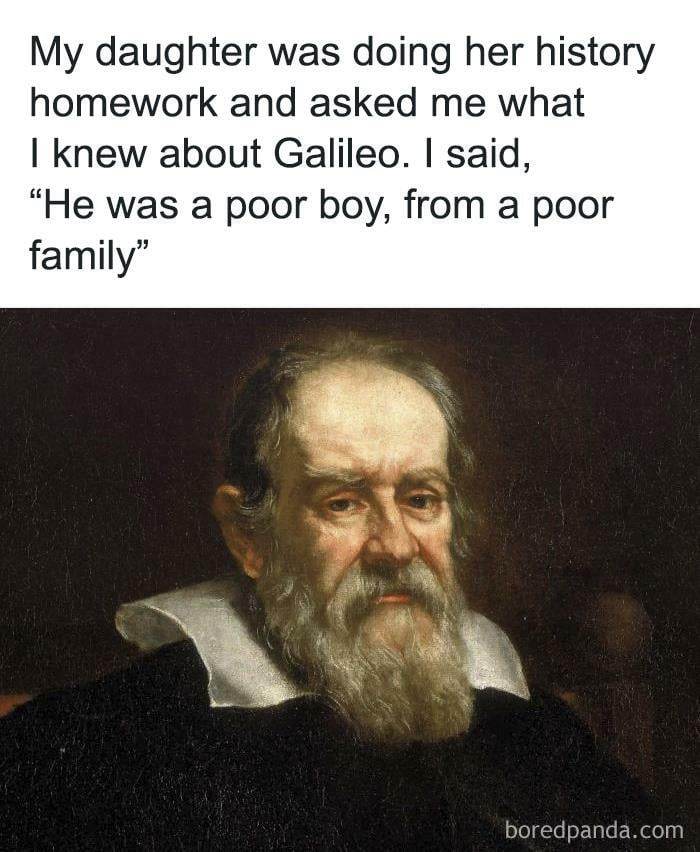 My daughter was doing her history
homework and asked me what
I knew about Galileo. I said,
“He was a poor boy, from a poor
family”
boredpanda.com